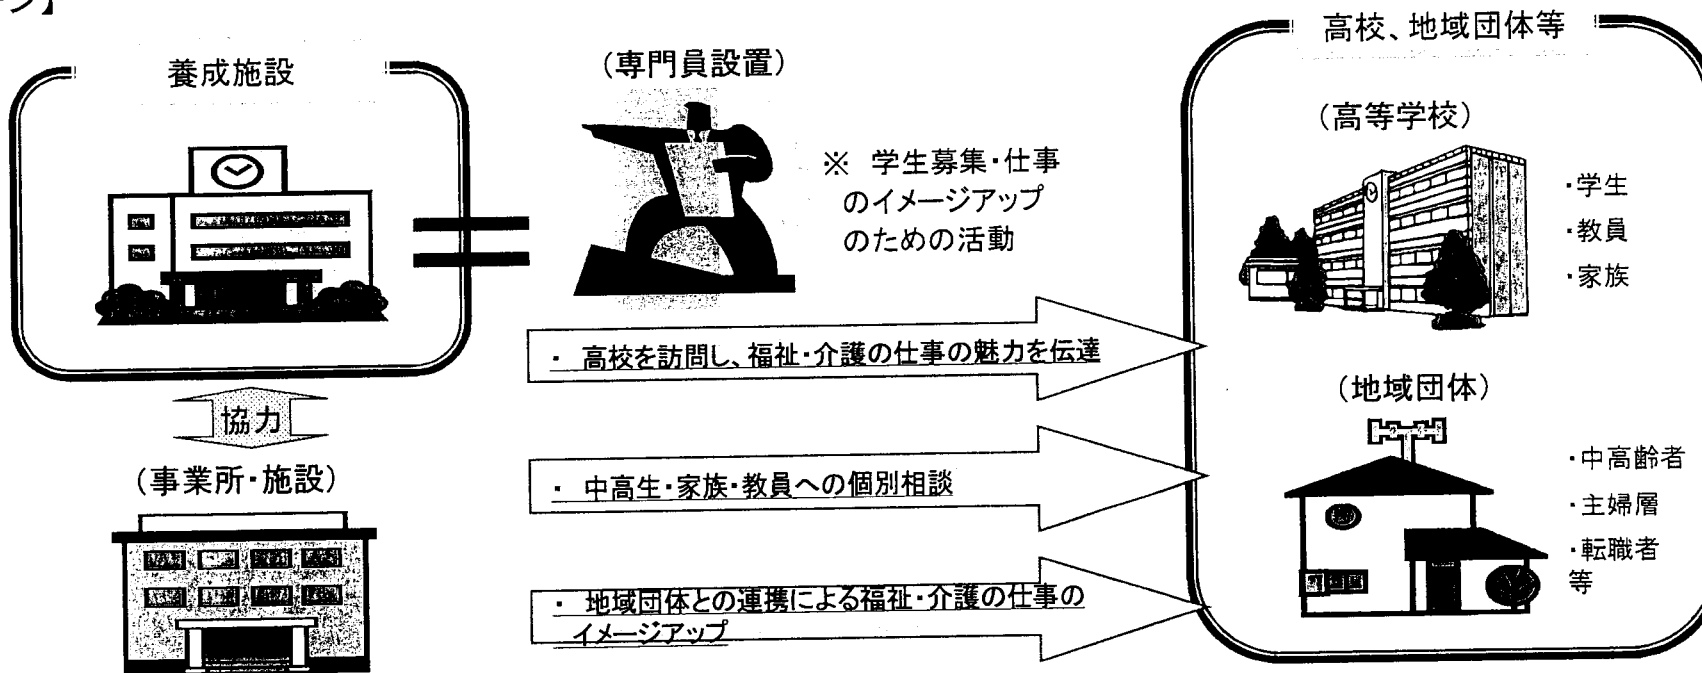 ン】
養成施設
(専門員設置)
※ 学生募集・仕事
のイメージアップ
のための活動
高校、地域団体等
(高等学校)
・学生
・教員
・家族
・ 高校を訪問し、福祉・介護の仕事の魅力を伝達
協力
(事業所・施設)
・ 中高生・家族・教員への個別相談
(地域団体)
・中高齢者
・主婦層
・転職者
等
・ 地域団体との連携による福祉・介護の仕事の
イメージアップ